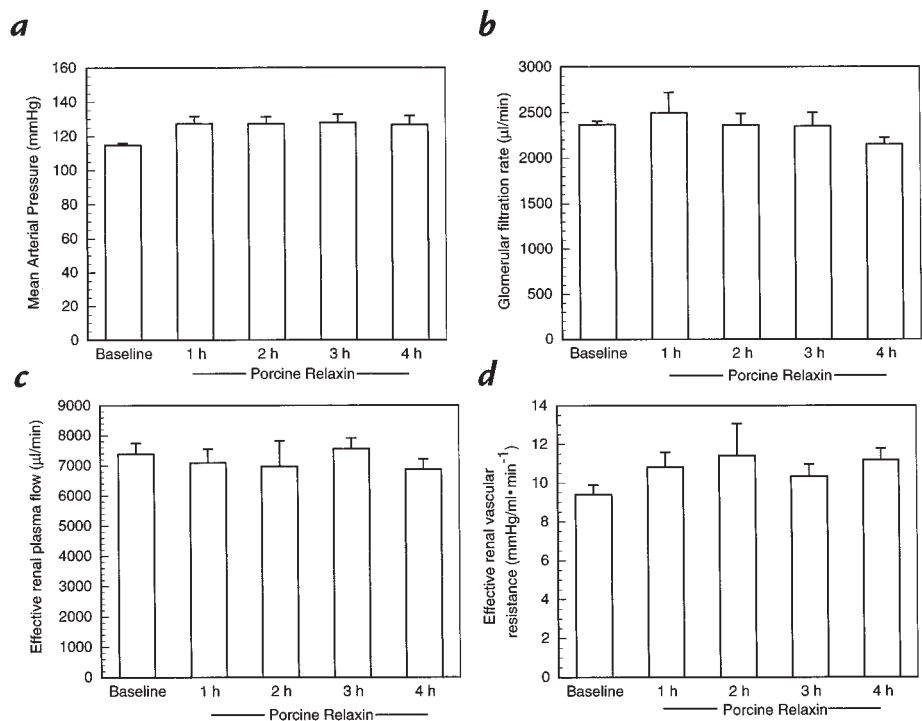 a
160
140
120
100
80
60
40
20
0
Mean Arterial Pressure (mmHg)
Baseline 1 h 2 h 3 h 4 h
Porcine Relaxin
b
3000
2500
2000
1500
1000
500
0
Glomerular filtration rate (µl/min)
Baseline 1 h 2 h 3 h 4 h
Porcine Relaxin
c
9000
8000
7000
6000
5000
4000
3000
2000
1000
0
Effective renal plasma flow (µl/min)
Baseline 1 h 2 h 3 h 4 h
Porcine Relaxin
d
14
12
10
8
6
4
2
0
Effective renal vascular
resistance (mmHg/ml•min⁻¹)
Baseline 1 h 2 h 3 h 4 h
Porcine Relaxin